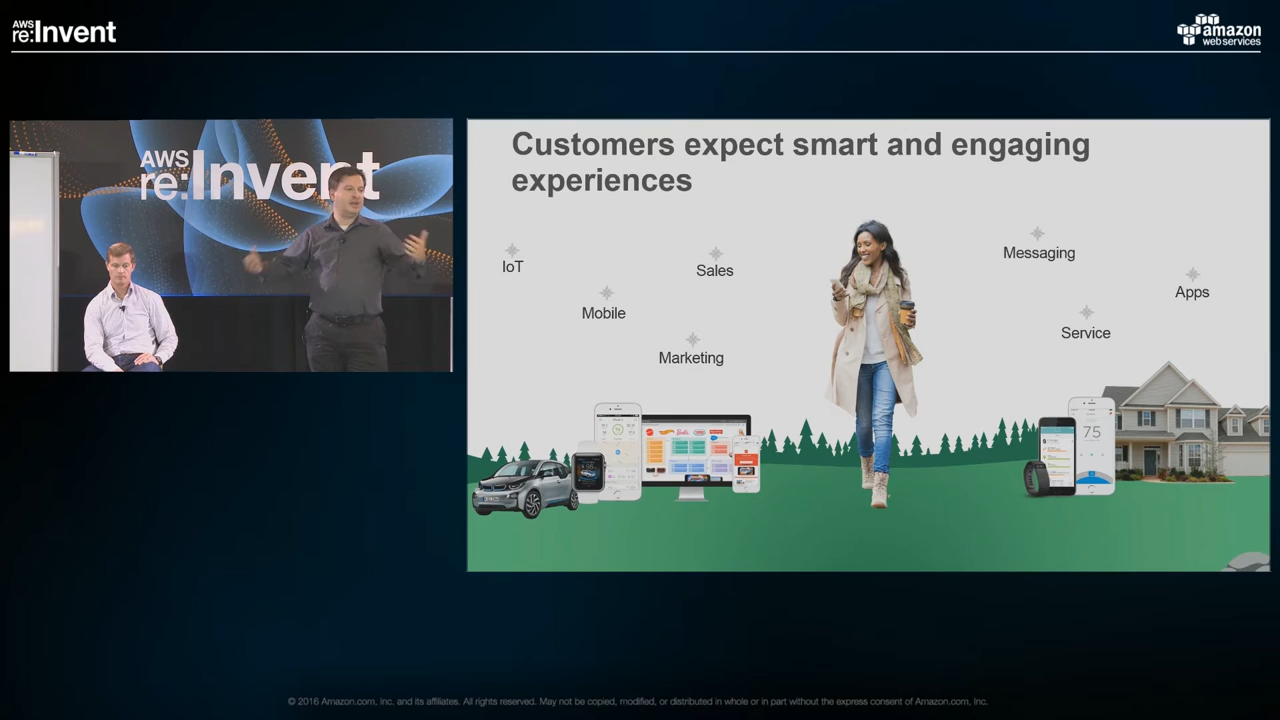 AWS
re:Invent
amazon
webservices
AWS
re:Invent
Customers expect smart and engaging
experiences
IoT
Sales
Mobile
Marketing
Messaging
Apps
Service
75
© 2016 Amazon.com, Inc. and its affiliates. All rights reserved. May not be copied, modified, or distributed in whole or in part without the express consent of Amazon.com, Inc.